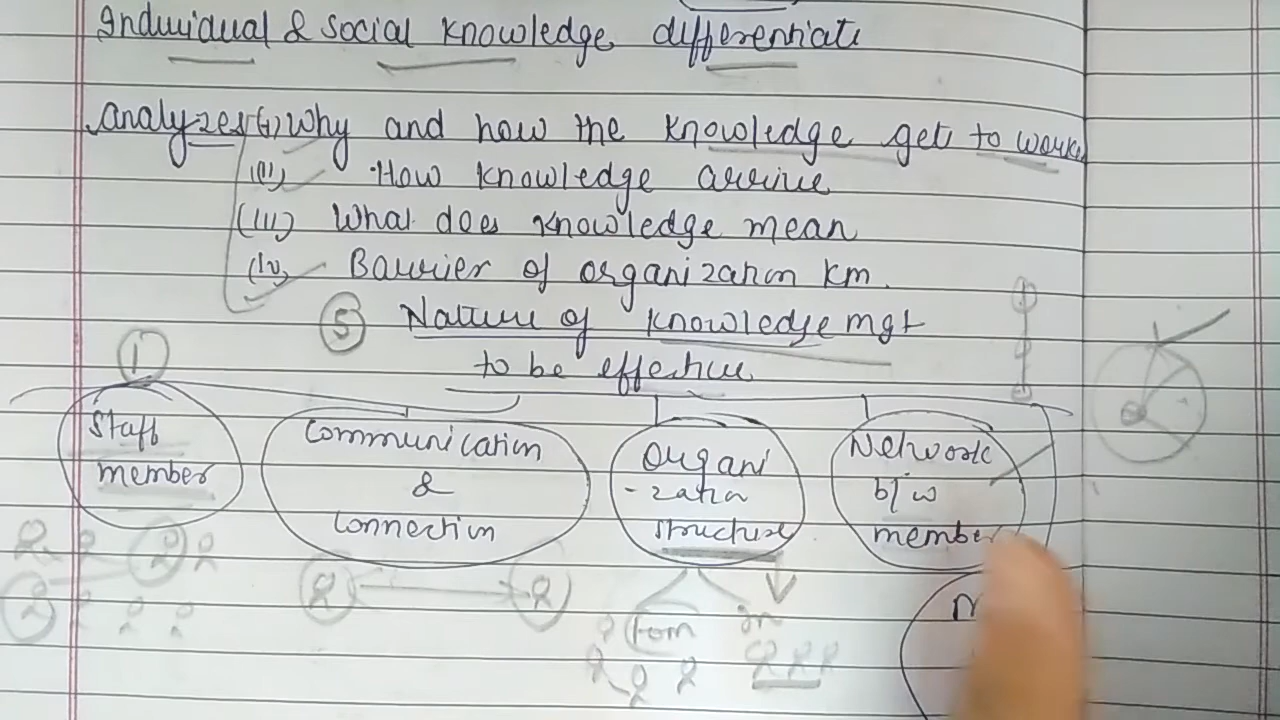 Individual & Social Knowledge differentiate
Analyzes (i) Why and how the knowledge gets to work
(ii) How knowledge arrive
(iii) What does knowledge mean
(iv) Barrier of organization km.
⑤ Nature of knowledge mgt
to be effective
①
Staff
member
Communication
&
Connection
Organi
-zation
structure
Network
b/w
member
form
In